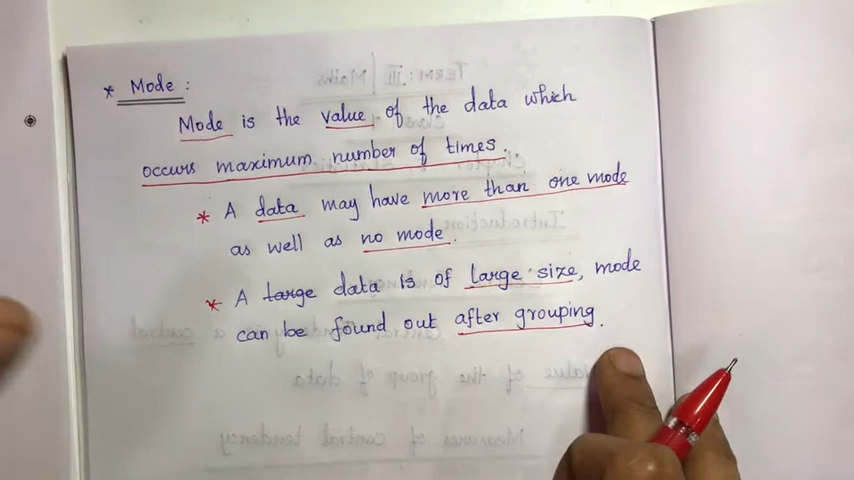 * Mode :
Mode is the value of the data which
occurs maximum number of times.
* A data may have more than one mode
as well as no mode.
* A large data is of large size, mode
can be found out after grouping.